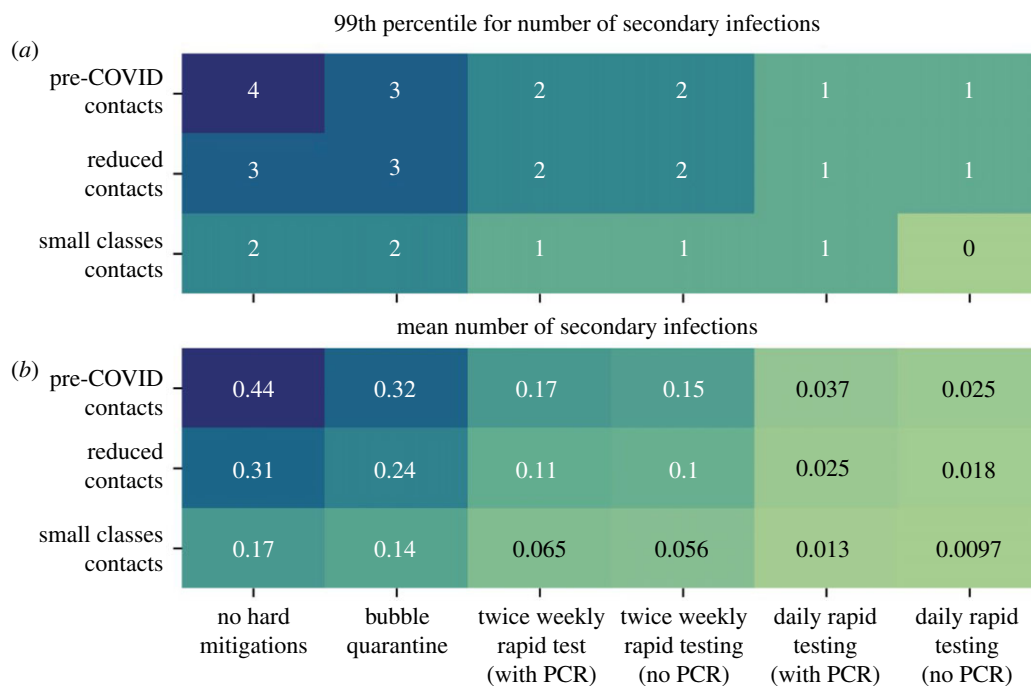 99th percentile for number of secondary infections
(a)
pre-COVID
contacts
4 3 2 2 1 1
reduced
contacts
3 3 2 2 1 1
small classes
contacts
2 2 1 1 1 0
mean number of secondary infections
(b)
pre-COVID
contacts
0.44 0.32 0.17 0.15 0.037 0.025
reduced
contacts
0.31 0.24 0.11 0.1 0.025 0.018
small classes
contacts
0.17 0.14 0.065 0.056 0.013 0.0097
no hard
mitigations
bubble
quarantine
twice weekly
rapid test
(with PCR)
twice weekly
rapid testing
(no PCR)
daily rapid
testing
(with PCR)
daily rapid
testing
(no PCR)